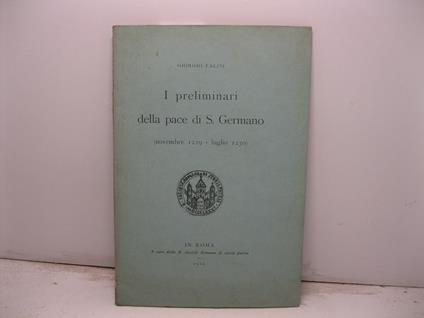 GIORGIO FALCO
I preliminari
della pace di S. Germano
(novembre 1229 - luglio 1230)
IN ROMA
A cura della R. Società Romana di storia patria